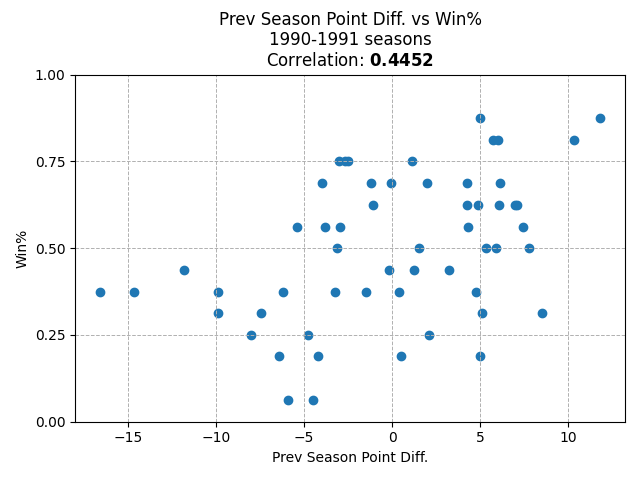 Prev Season Point Diff. vs Win%
1990-1991 seasons
Correlation: 0.4452
1.00
0.75
0.50
0.25
0.00
Win%
−15
−10
−5
0
5
10
Prev Season Point Diff.